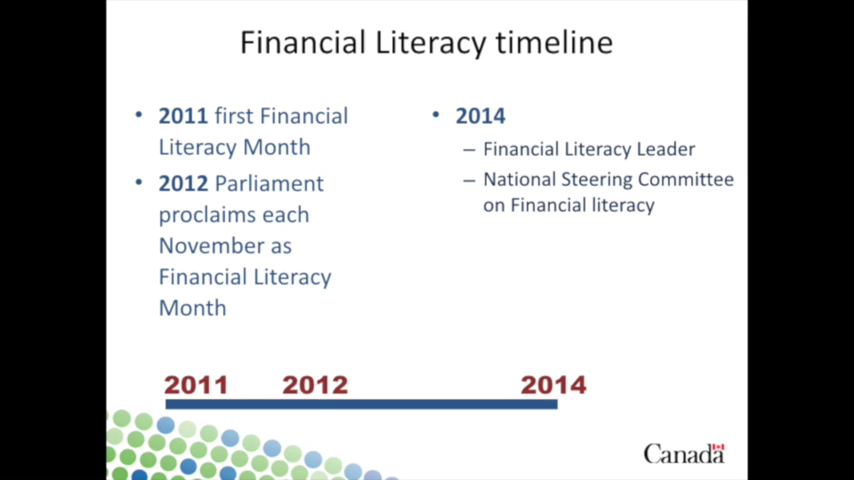 Financial Literacy timeline
• 2011 first Financial
Literacy Month
• 2012 Parliament
proclaims each
November as
Financial Literacy
Month
• 2014
– Financial Literacy Leader
– National Steering Committee
on Financial literacy
2011 2012 2014
Canada